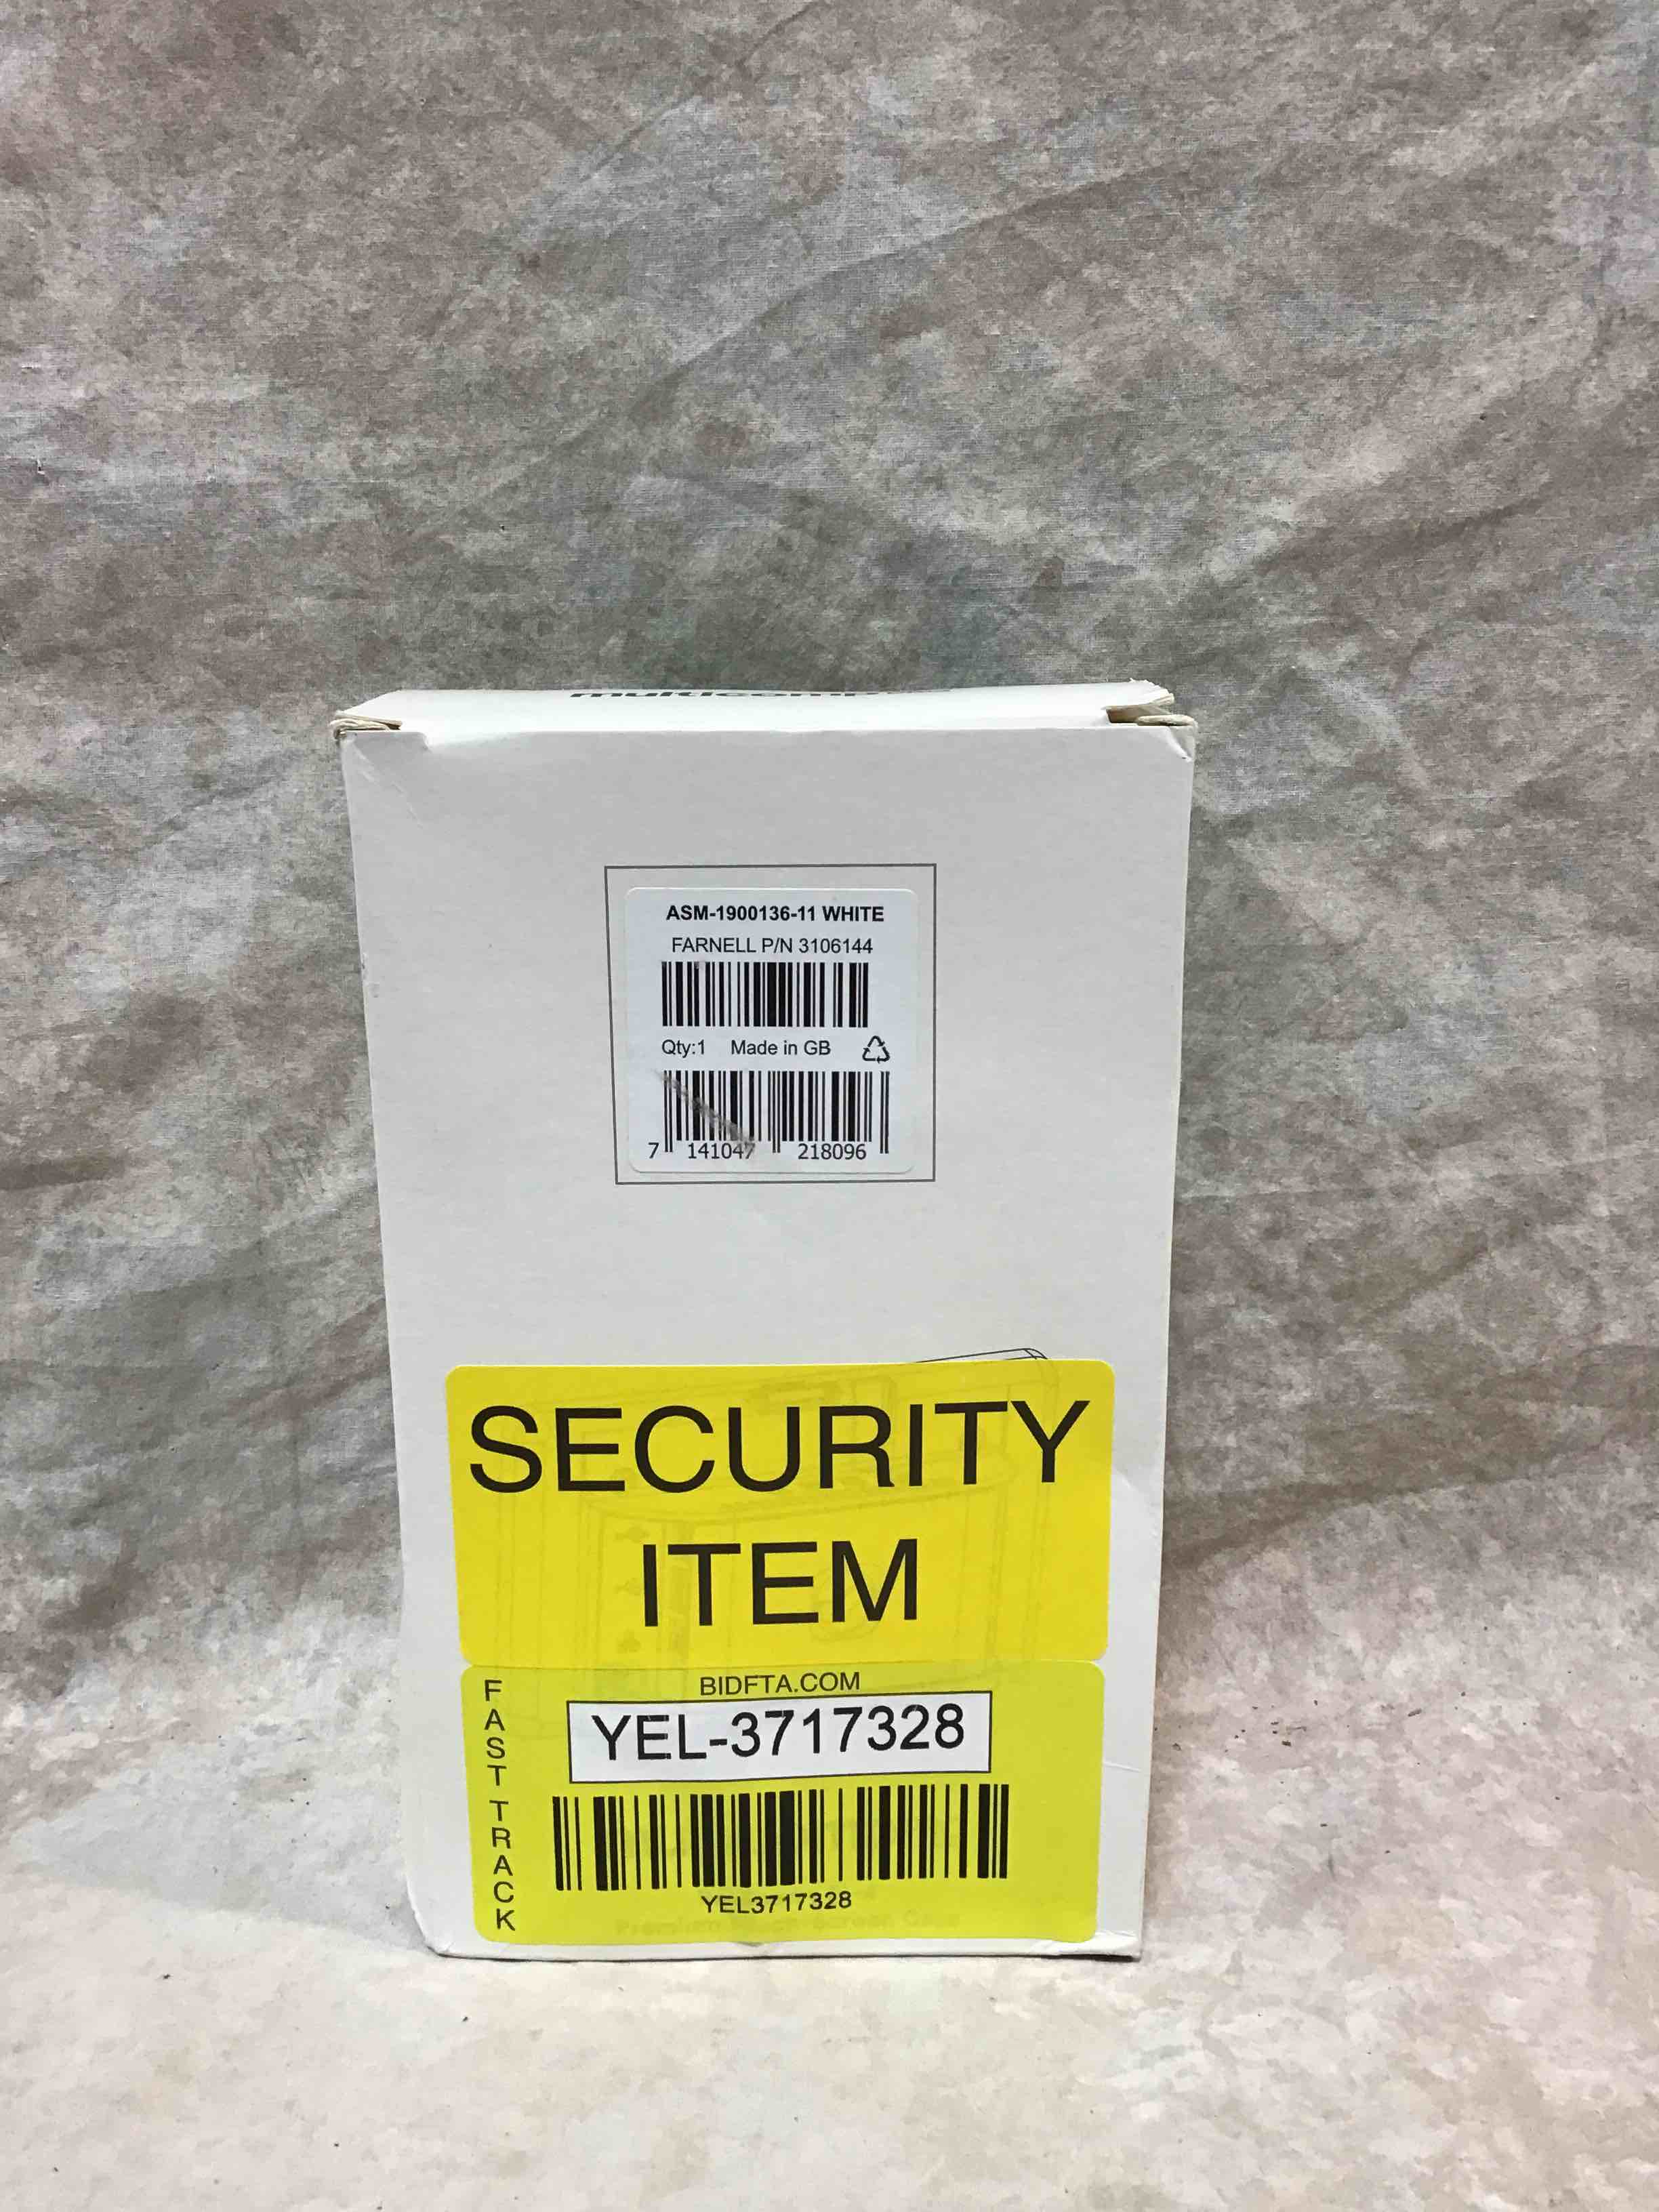 ASM-1900136-11 WHITE
FARNELL P/N 3106144
Qty:1 Made in GB
7 141047 218096
SECURITY
ITEM
BIDFTA.COM
FAST TRACK
YEL-3717328
YEL3717328